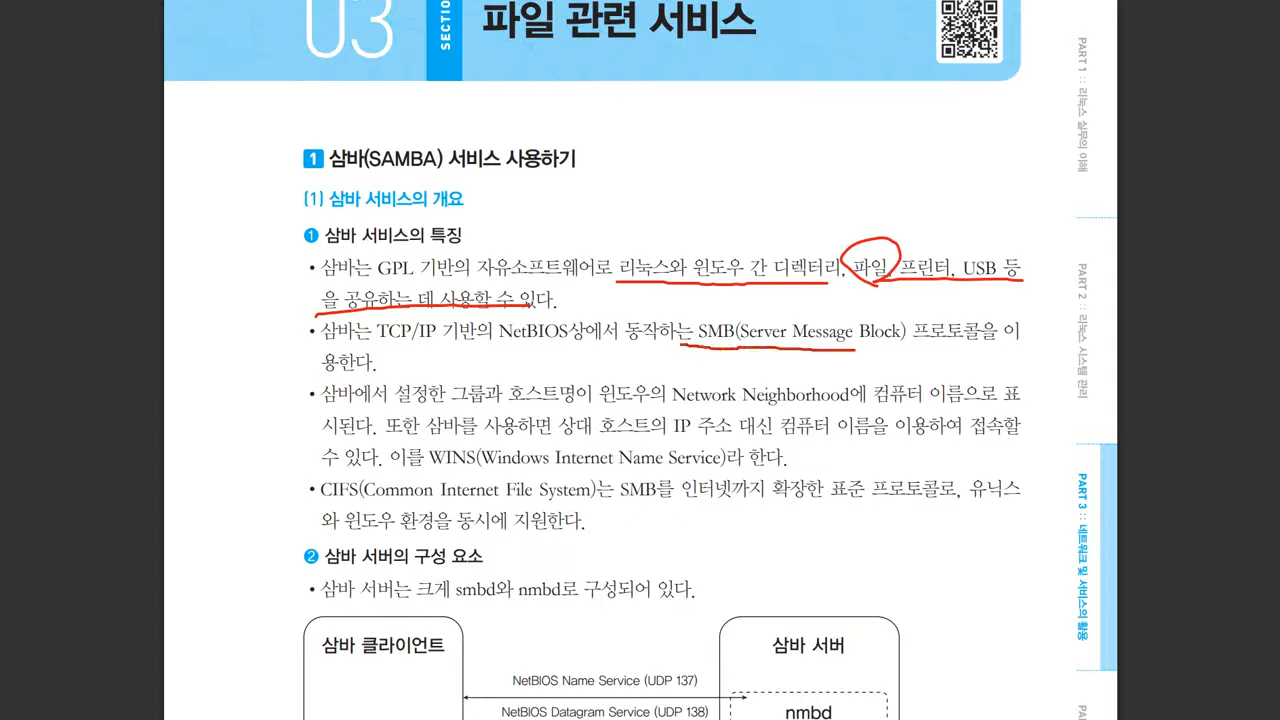 03
SECTIO
파일 관련 서비스
1 삼바(SAMBA) 서비스 사용하기
(1) 삼바 서비스의 개요
❶ 삼바 서비스의 특징
• 삼바는 GPL 기반의 자유소프트웨어로 리눅스와 윈도우 간 디렉터리, 파일, 프린터, USB 등
을 공유하는 데 사용할 수 있다.
• 삼바는 TCP/IP 기반의 NetBIOS상에서 동작하는 SMB(Server Message Block) 프로토콜을 이
용한다.
• 삼바에서 설정한 그룹과 호스트명이 윈도우의 Network Neighborhood에 컴퓨터 이름으로 표
시된다. 또한 삼바를 사용하면 상대 호스트의 IP 주소 대신 컴퓨터 이름을 이용하여 접속할
수 있다. 이를 WINS(Windows Internet Name Service)라 한다.
• CIFS(Common Internet File System)는 SMB를 인터넷까지 확장한 표준 프로토콜로, 유닉스
와 윈도우 환경을 동시에 지원한다.
❷ 삼바 서버의 구성 요소
• 삼바 서버는 크게 smbd와 nmbd로 구성되어 있다.
삼바 클라이언트
삼바 서버
NetBIOS Name Service (UDP 137)
NetBIOS Datagram Service (UDP 138)
nmbd
PART 1 :: 리눅스 실무의 이해
PART 2 :: 리눅스 시스템 관리
PART 3 :: 네트워크 및 서비스의 활용
PA